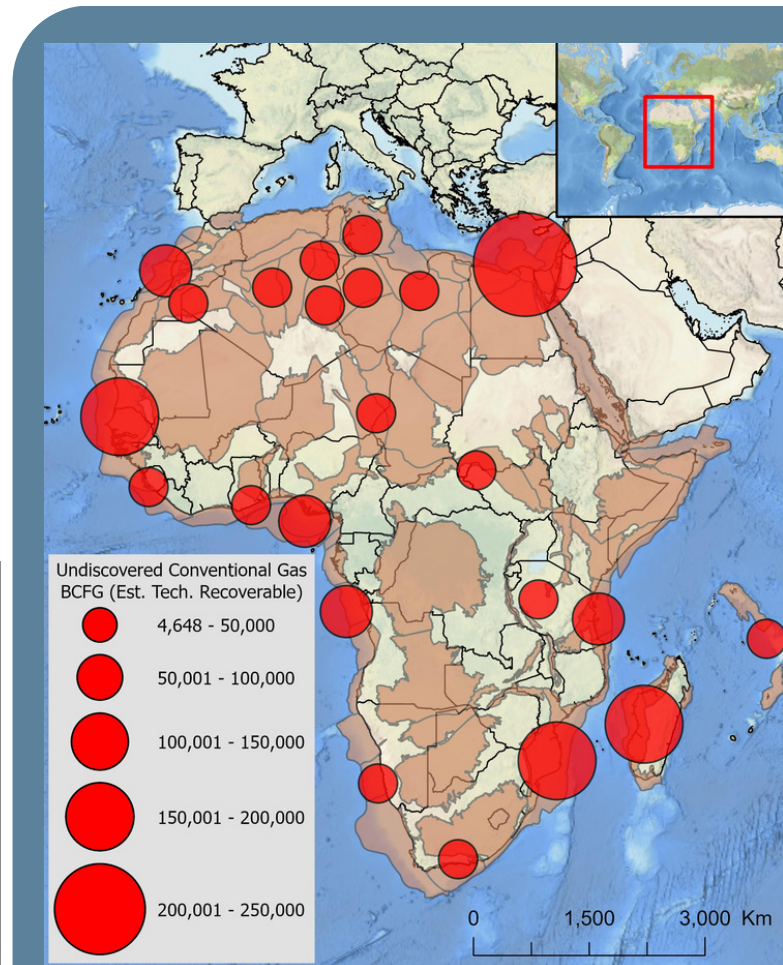 Undiscovered Conventional Gas
BCFG (Est. Tech. Recoverable)
4,648 - 50,000
50,001 - 100,000
100,001 - 150,000
150,001 - 200,000
200,001 - 250,000
0 1,500 3,000 Km